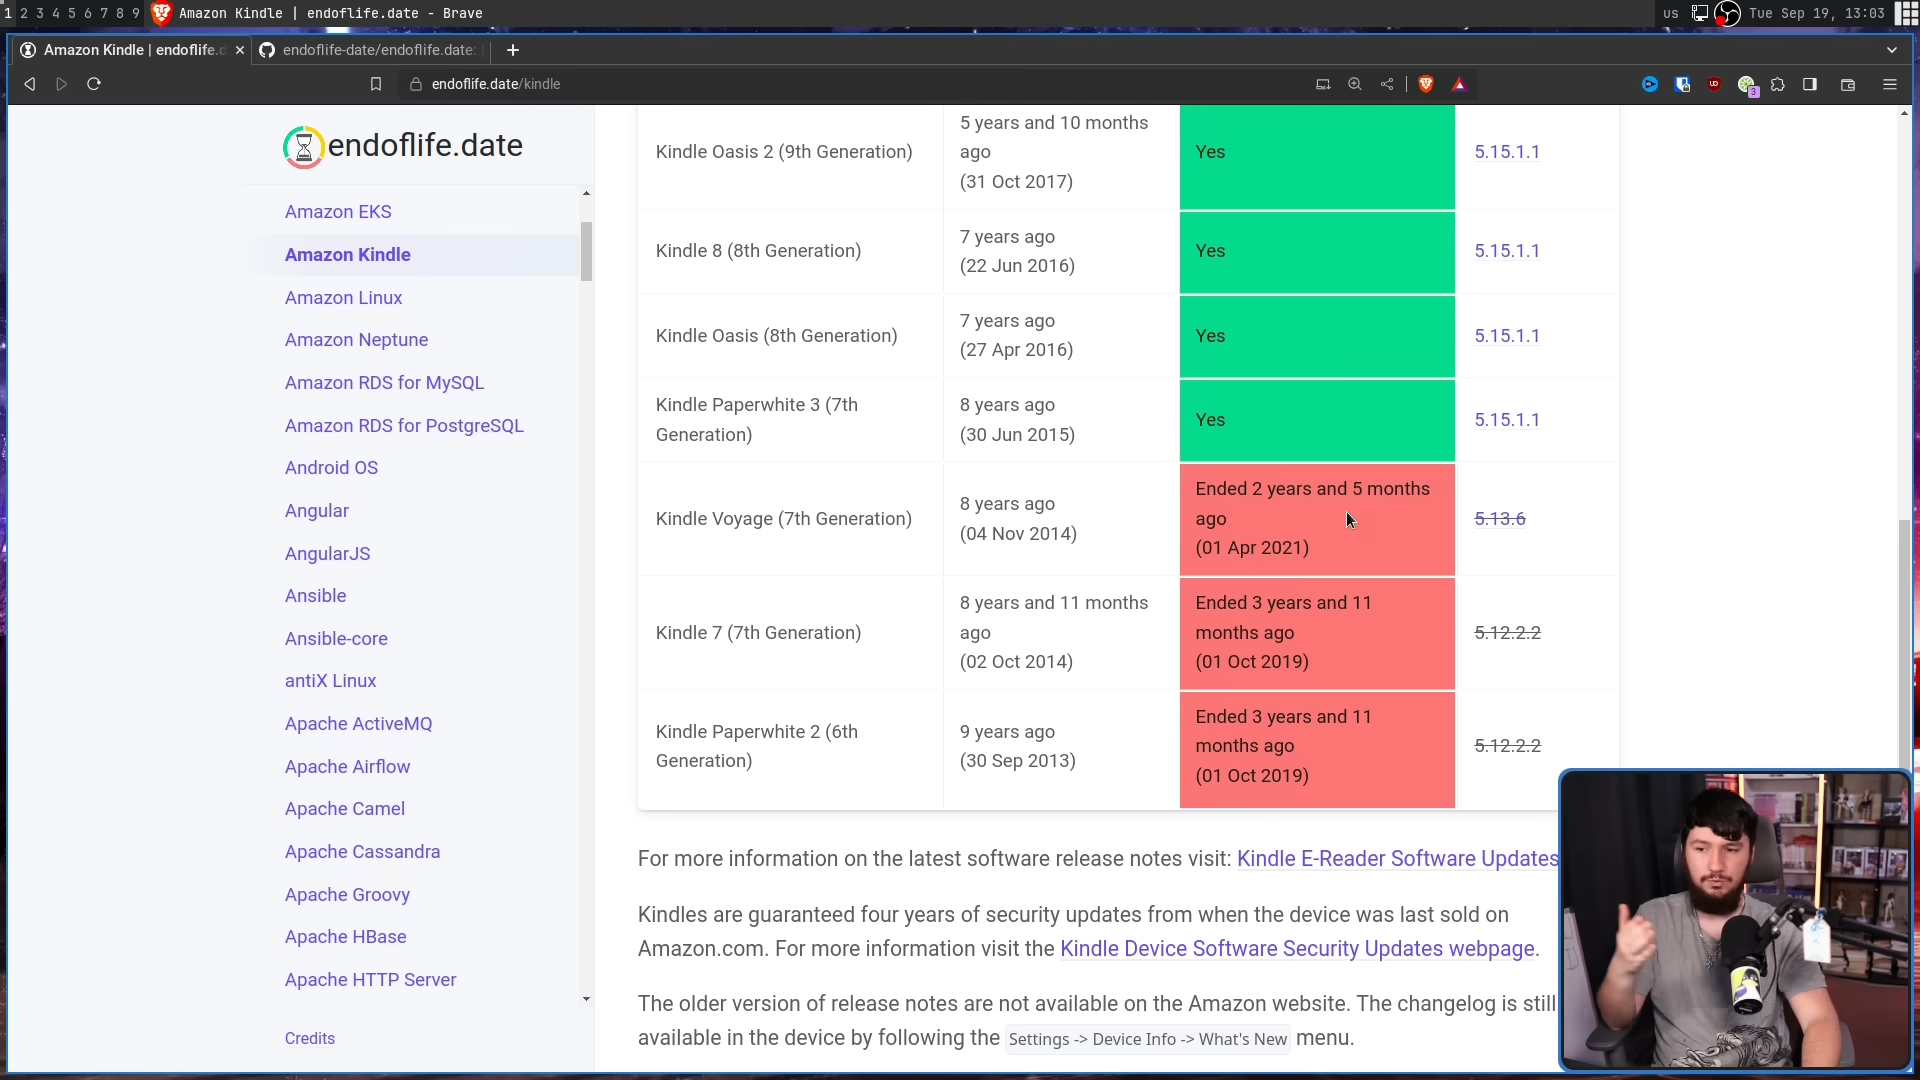 1 2 3 4 5 6 7 8 9 Amazon Kindle | endoflife.date - Brave us Tue Sep 19, 13:03
Amazon Kindle | endoflife.d endoflife-date/endoflife.date:
endoflife.date/kindle
UD
3
endoflife.date
Amazon EKS
Amazon Kindle
Amazon Linux
Amazon Neptune
Amazon RDS for MySQL
Amazon RDS for PostgreSQL
Android OS
Angular
AngularJS
Ansible
Ansible-core
antiX Linux
Apache ActiveMQ
Apache Airflow
Apache Camel
Apache Cassandra
Apache Groovy
Apache HBase
Apache HTTP Server
Credits
Kindle Oasis 2 (9th Generation)
5 years and 10 months
ago
(31 Oct 2017)
Yes
5.15.1.1
Kindle 8 (8th Generation)
7 years ago
(22 Jun 2016)
Yes
5.15.1.1
Kindle Oasis (8th Generation)
7 years ago
(27 Apr 2016)
Yes
5.15.1.1
Kindle Paperwhite 3 (7th
Generation)
8 years ago
(30 Jun 2015)
Yes
5.15.1.1
Kindle Voyage (7th Generation)
8 years ago
(04 Nov 2014)
Ended 2 years and 5 months
ago
(01 Apr 2021)
5.13.6
Kindle 7 (7th Generation)
8 years and 11 months
ago
(02 Oct 2014)
Ended 3 years and 11
months ago
(01 Oct 2019)
5.12.2.2
Kindle Paperwhite 2 (6th
Generation)
9 years ago
(30 Sep 2013)
Ended 3 years and 11
months ago
(01 Oct 2019)
5.12.2.2
For more information on the latest software release notes visit: Kindle E-Reader Software Updates
Kindles are guaranteed four years of security updates from when the device was last sold on
Amazon.com. For more information visit the Kindle Device Software Security Updates webpage.
The older version of release notes are not available on the Amazon website. The changelog is still
available in the device by following the Settings -> Device Info -> What's New menu.